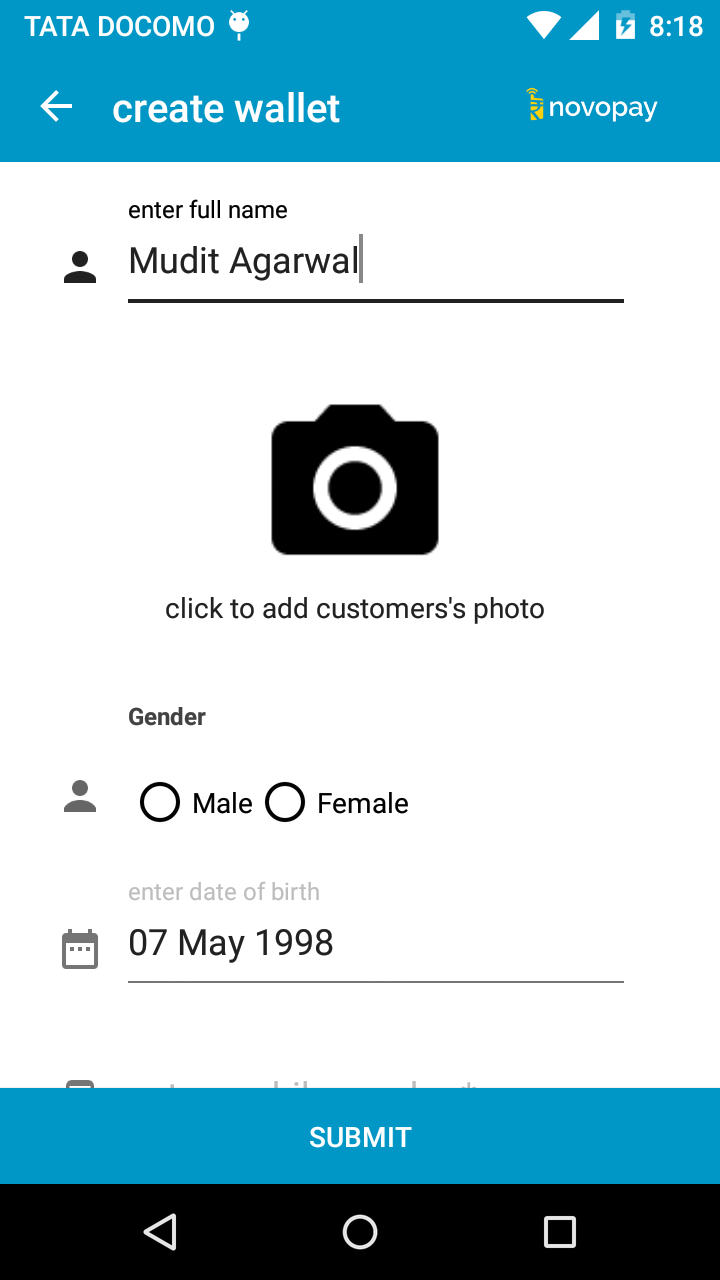 TATA DOCOMO 8:18
create wallet novopay
enter full name
Mudit Agarwal
click to add customers's photo
Gender
Male Female
enter date of birth
07 May 1998
SUBMIT